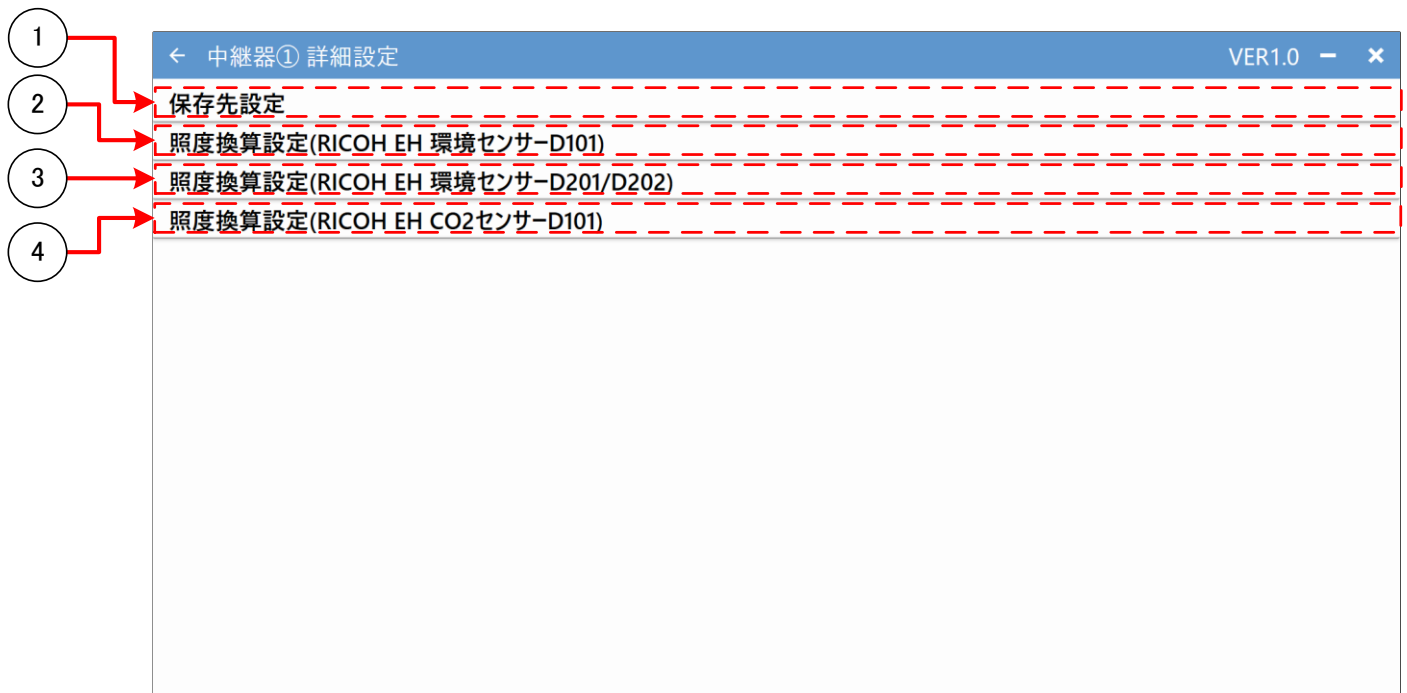 1
← 中継器① 詳細設定 VER1.0 − ×
2
保存先設定
照度換算設定(RICOH EH 環境センサーD101)
3
照度換算設定(RICOH EH 環境センサーD201/D202)
4
照度換算設定(RICOH EH CO2センサーD101)